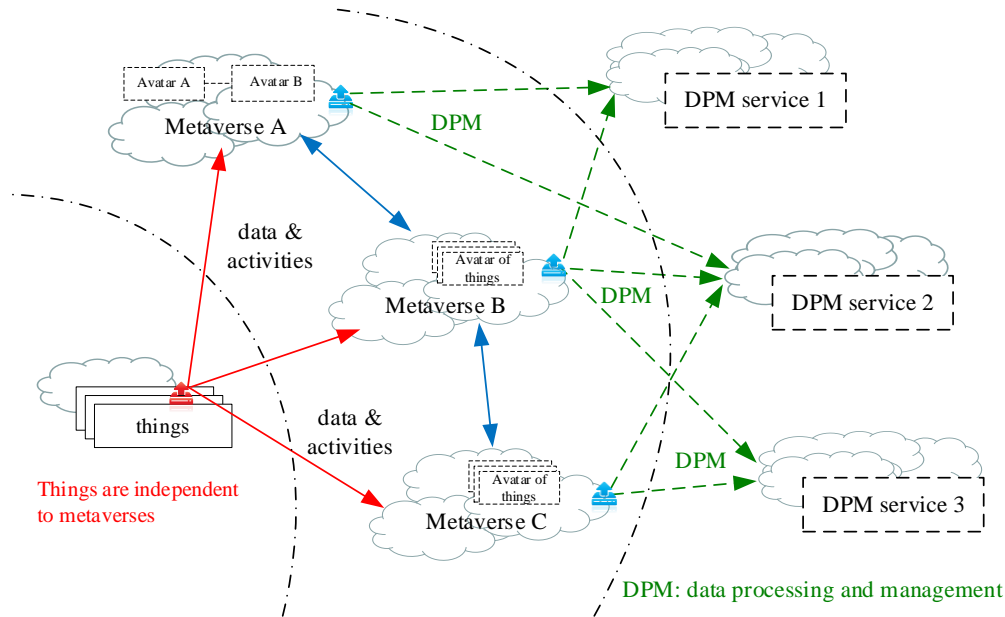 Avatar A
Avatar B
Metaverse A
DPM service 1
DPM
data &
activities
Avatar of
things
Metaverse B
DPM
DPM service 2
things
data &
activities
Avatar of
things
Metaverse C
DPM
DPM service 3
Things are independent
to metaverses
DPM: data processing and management